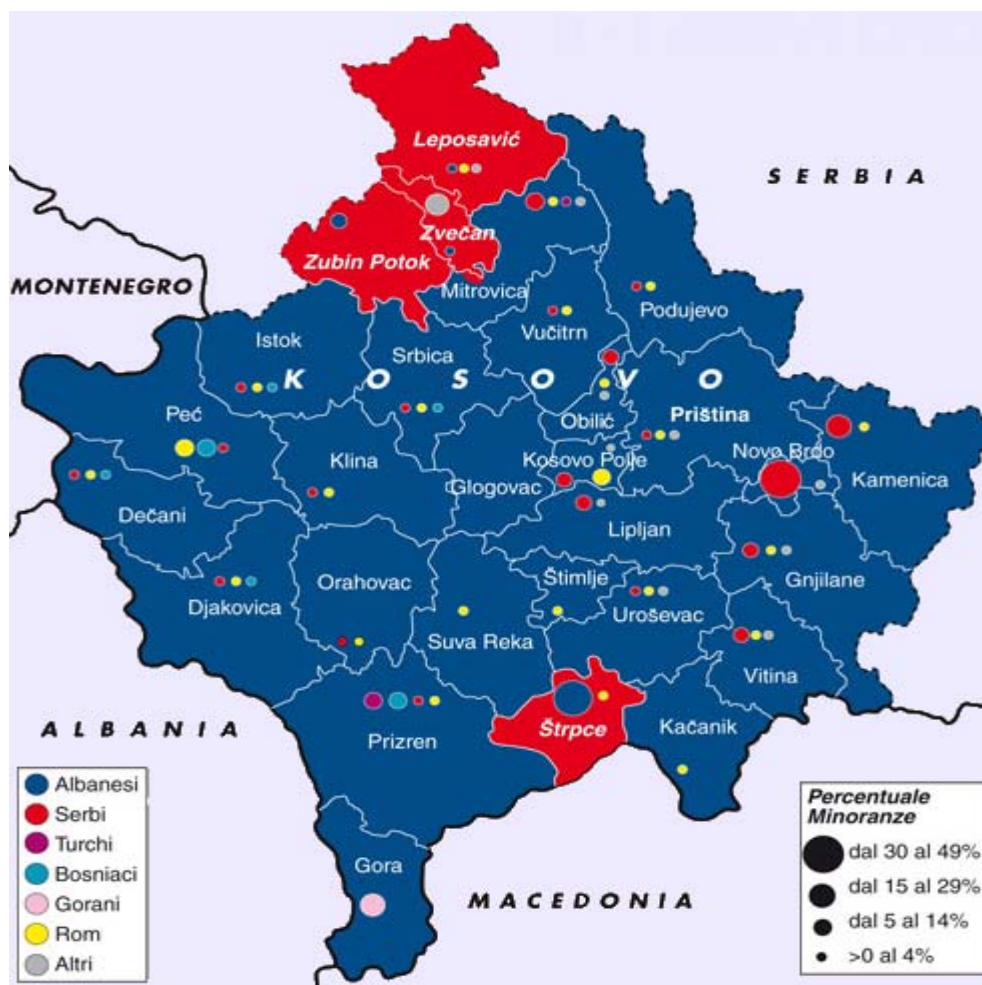 Leposavić
SERBIA
Zvečan
Zubin Potok
MONTENEGRO
Mitrovica
Podujevo
Vučitrn
Istok
Srbica
KOSOVO
Peć
Obilić
Priština
Klina
Kosovo Polje
Novo Brdo
Glogovac
Kamenica
Dečani
Lipljan
Orahovac
Štimlje
Gnjilane
Djakovica
Uroševac
Suva Reka
Vitina
ALBANIA
Prizren
Štrpce
Kačanik
Gora
MACEDONIA
Albanesi
Serbi
Turchi
Bosniaci
Gorani
Rom
Altri
Percentuale
Minoranze
dal 30 al 49%
dal 15 al 29%
dal 5 al 14%
>0 al 4%